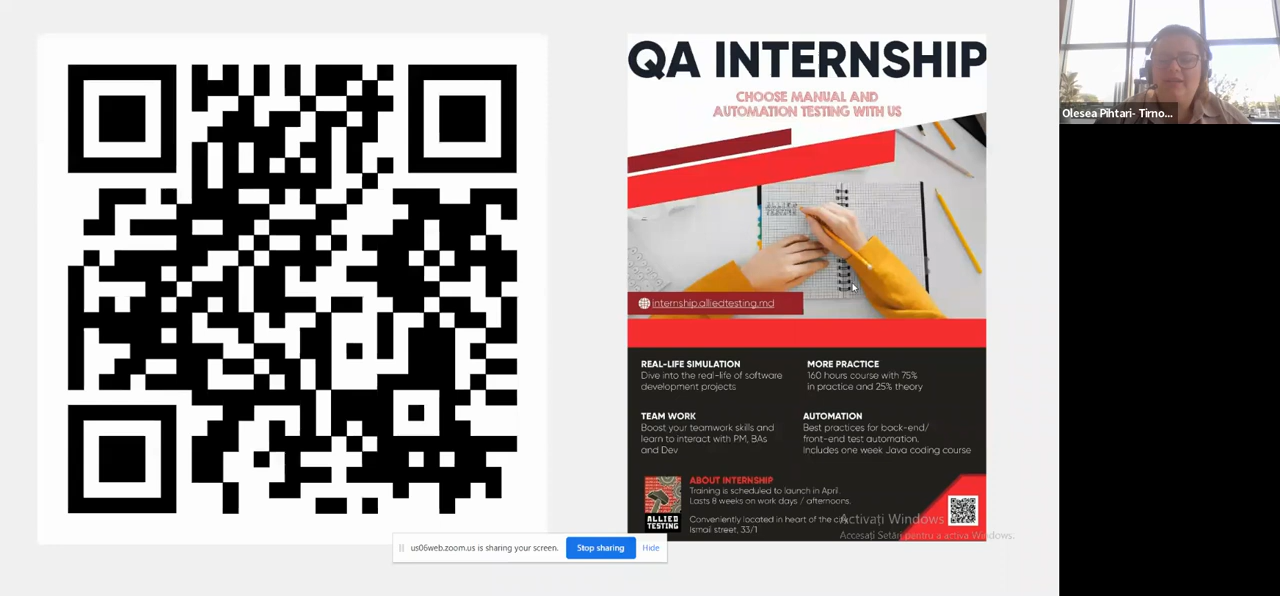 QA INTERNSHIP
CHOOSE MANUAL AND
AUTOMATION TESTING WITH US
ALLIED
TESTING
internship.alliedtesting.md
REAL-LIFE SIMULATION
Dive into the real-life of software
development projects
MORE PRACTICE
160 hours course with 75%
in practice and 25% theory
TEAM WORK
Boost your teamwork skills and
learn to interact with PM, BAs
and Dev
AUTOMATION
Best practices for back-end/
front-end test automation.
Includes one week Java coding course
ABOUT INTERNSHIP
Training is scheduled to launch in April.
Lasts 8 weeks on work days / afternoons.
Conveniently located in heart of the
Ismail street, 33/1
ALLIED
TESTING
Activați Windows
Accesați Setări pentru a activa Windows.
us06web.zoom.us is sharing your screen.
Stop sharing
Hide
Olesea Pihtari- Tirno...